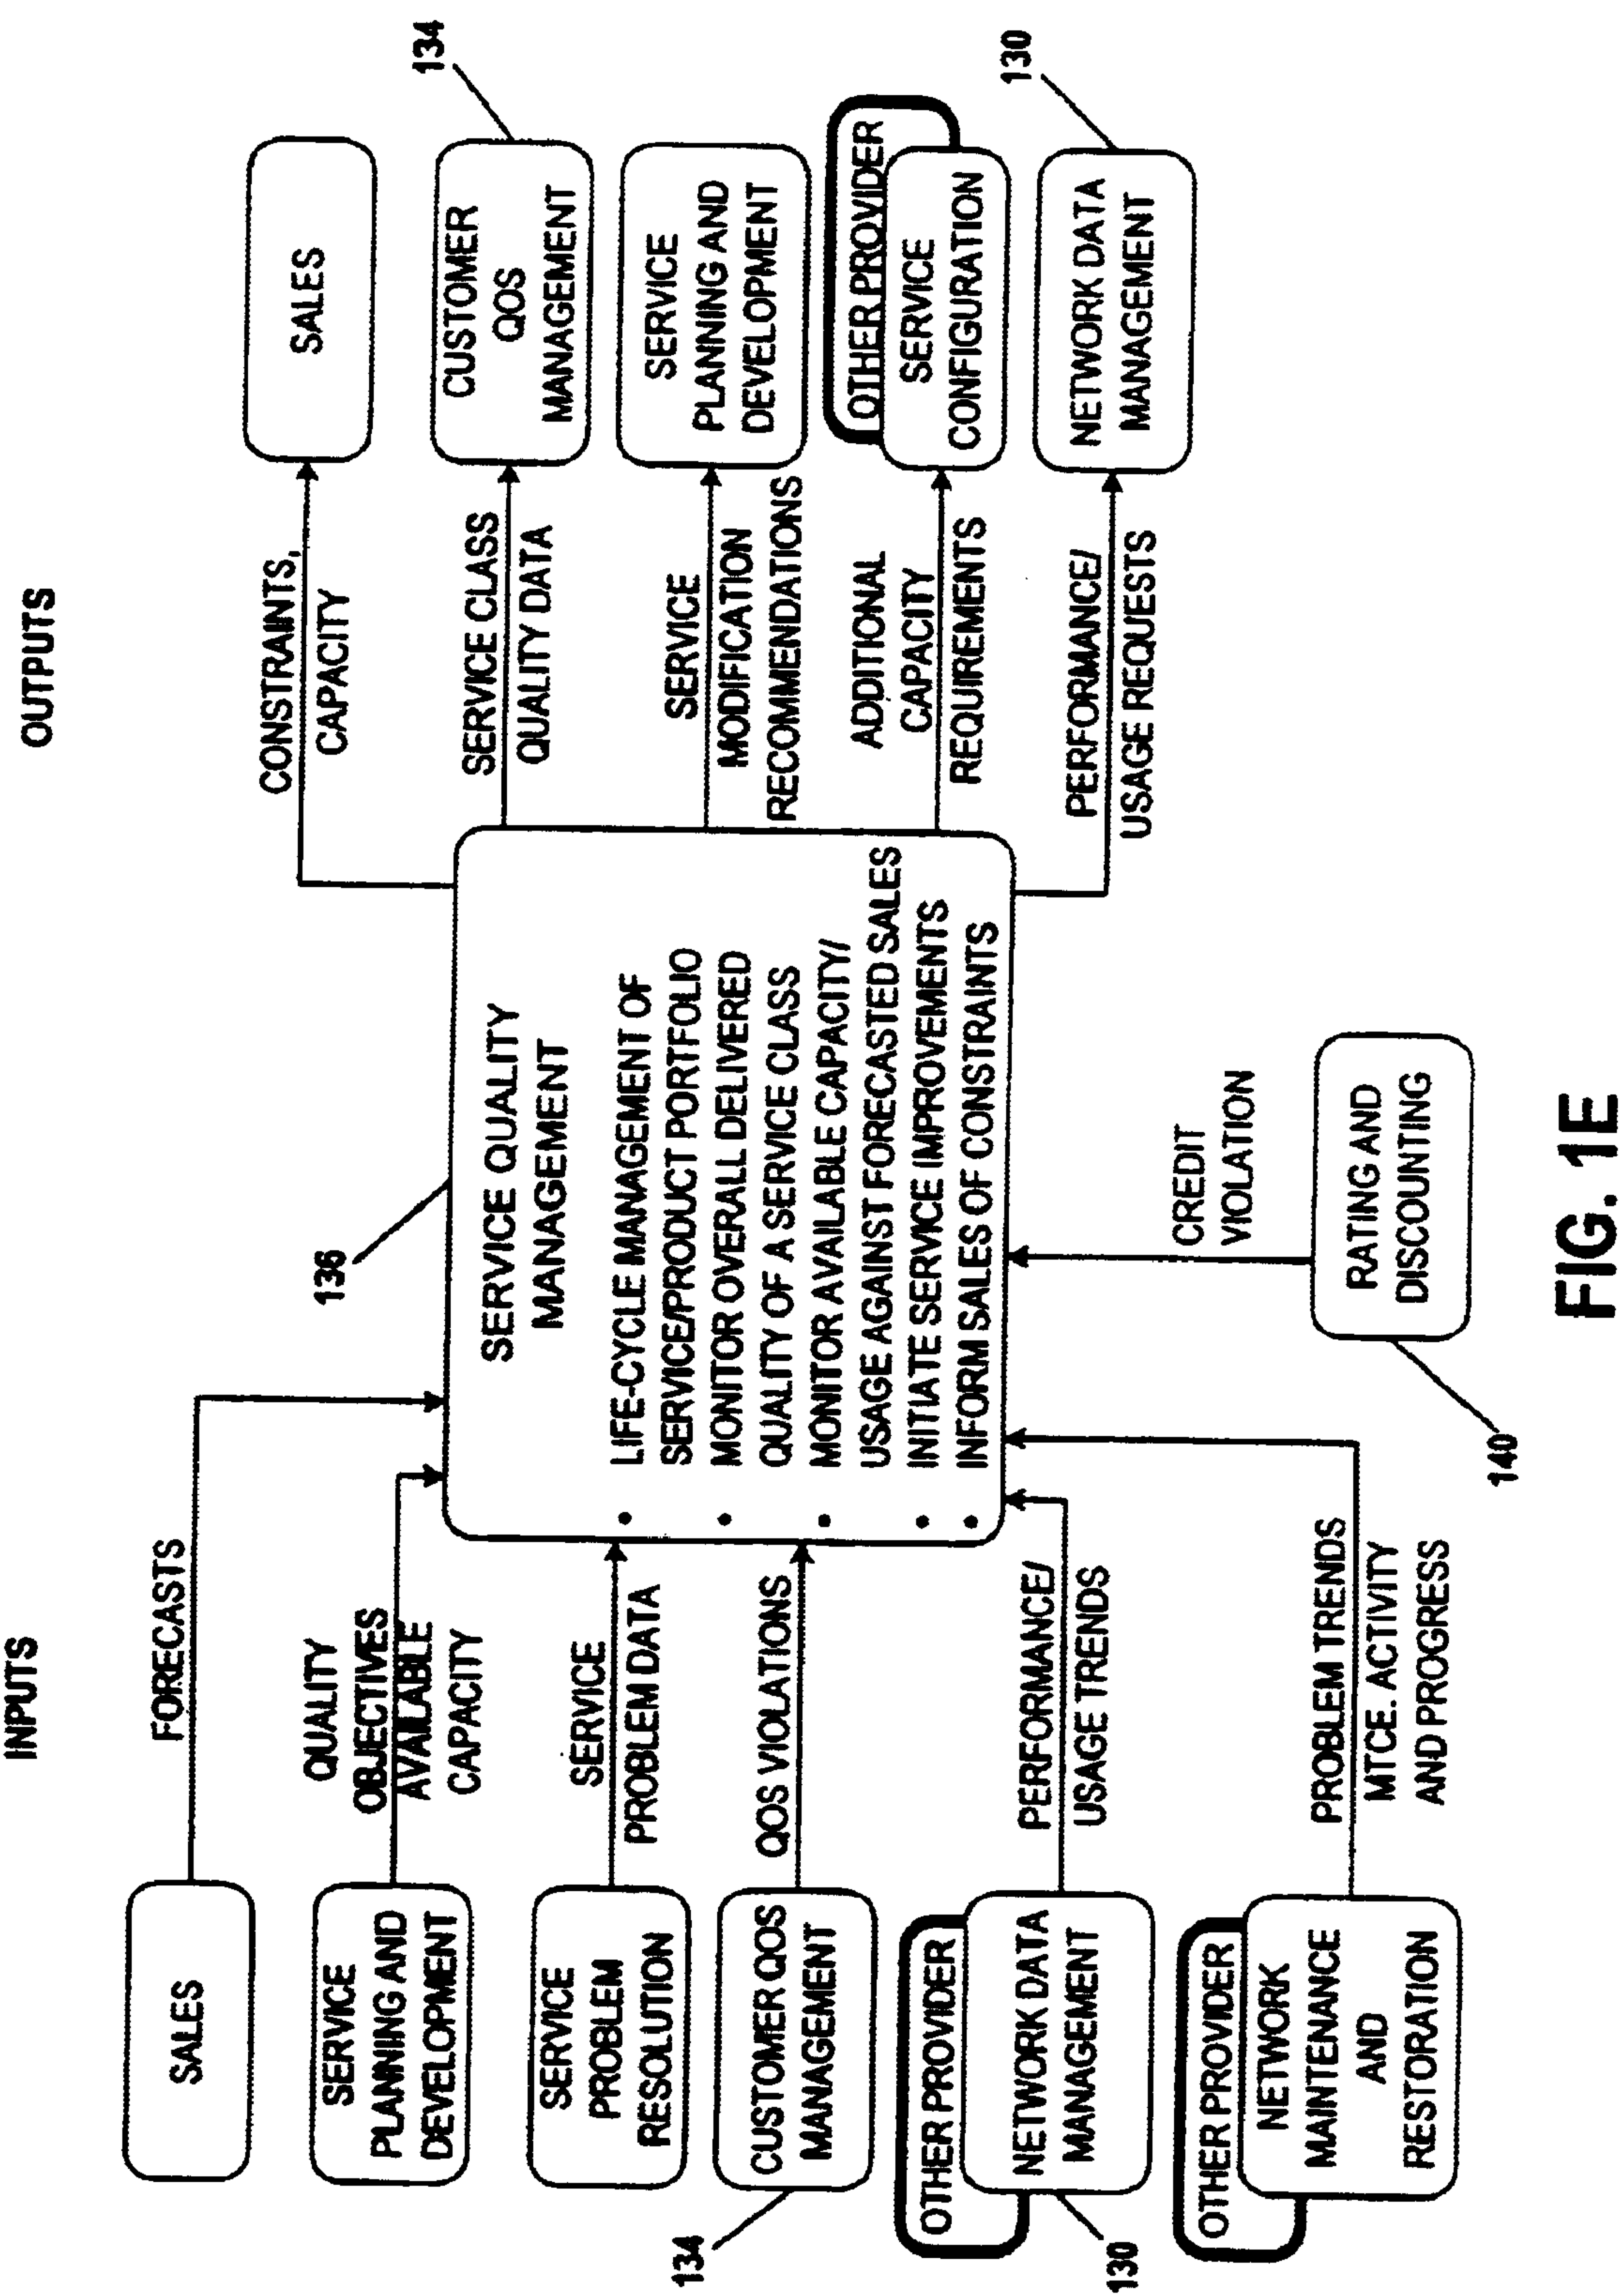 INPUTS
OUTPUTS
SALES
FORECASTS
SERVICE
PLANNING AND
DEVELOPMENT
QUALITY
OBJECTIVES
AVAILABLE
CAPACITY
SERVICE
PROBLEM
RESOLUTION
SERVICE
PROBLEM DATA
CUSTOMER QOS
MANAGEMENT
134
QOS VIOLATIONS
OTHER PROVIDER
NETWORK DATA
MANAGEMENT
130
PERFORMANCE/
USAGE TRENDS
OTHER PROVIDER
NETWORK
MAINTENANCE
AND
RESTORATION
PROBLEM TRENDS
MTCE. ACTIVITY
AND PROGRESS
136
SERVICE QUALITY
MANAGEMENT
• LIFE-CYCLE MANAGEMENT OF
SERVICE/PRODUCT PORTFOLIO
• MONITOR OVERALL DELIVERED
QUALITY OF A SERVICE CLASS
• MONITOR AVAILABLE CAPACITY/
USAGE AGAINST FORECASTED SALES
• INITIATE SERVICE IMPROVEMENTS
• INFORM SALES OF CONSTRAINTS
CREDIT
VIOLATION
RATING AND
DISCOUNTING
140
CONSTRAINTS,
CAPACITY
SALES
SERVICE CLASS
QUALITY DATA
CUSTOMER
QOS
MANAGEMENT
134
SERVICE
MODIFICATION
RECOMMENDATIONS
SERVICE
PLANNING AND
DEVELOPMENT
ADDITIONAL
CAPACITY
REQUIREMENTS
OTHER PROVIDER
SERVICE
CONFIGURATION
PERFORMANCE/
USAGE REQUESTS
NETWORK DATA
MANAGEMENT
130
FIG. 1E